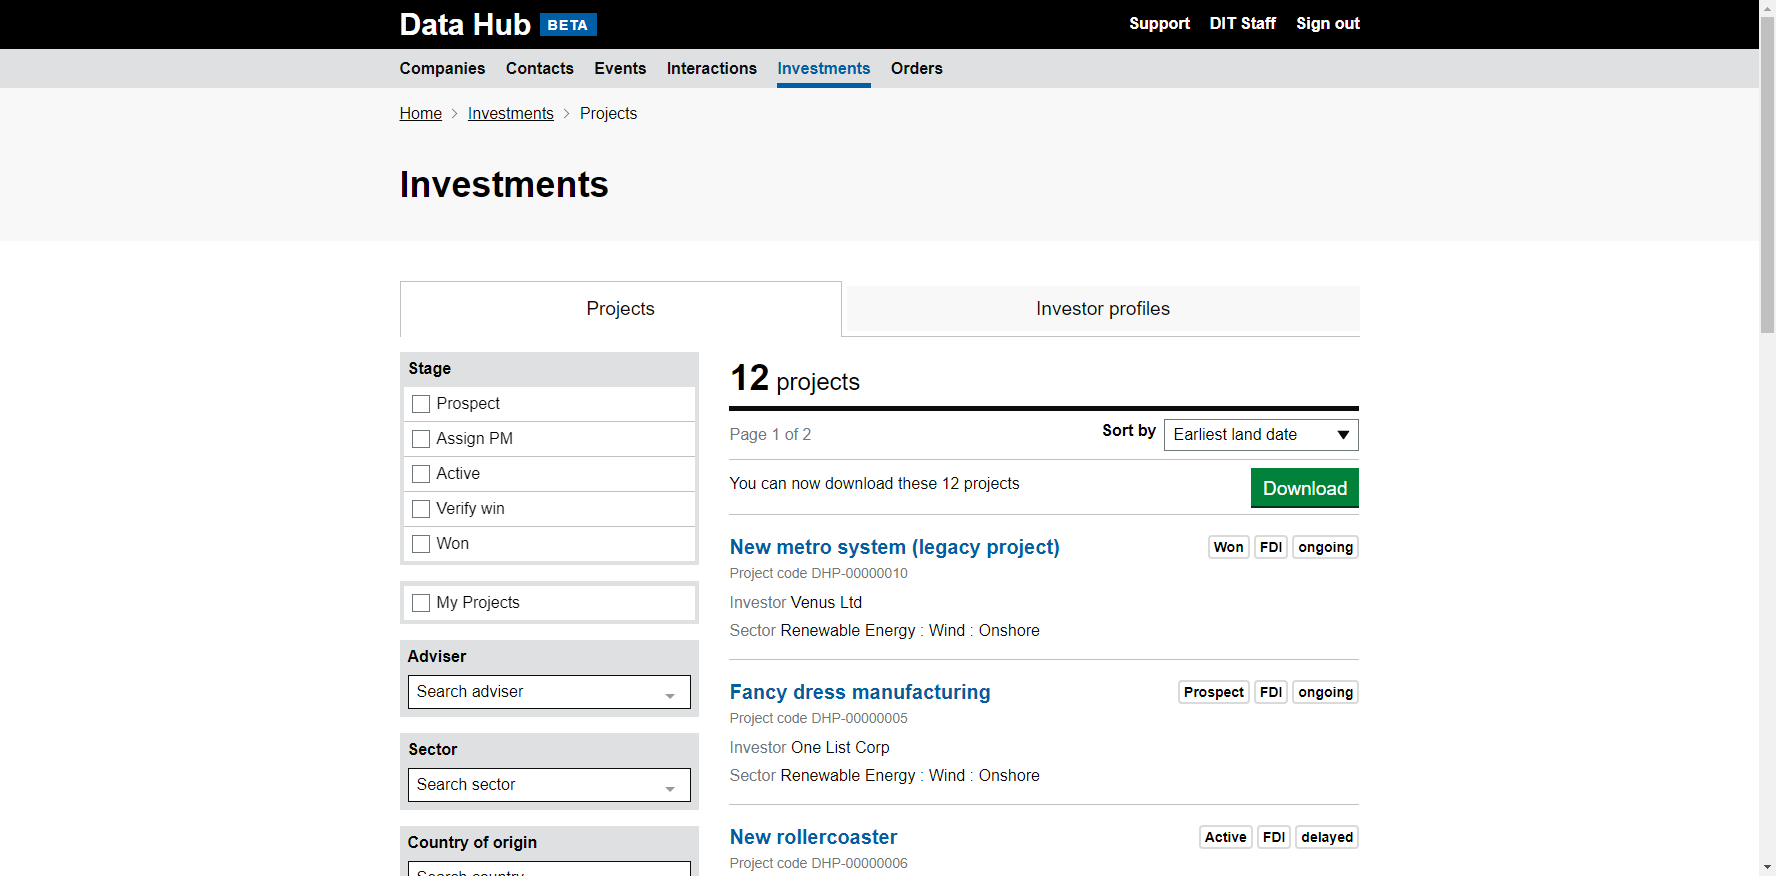 Data Hub BETA
Support DIT Staff Sign out
Companies Contacts Events Interactions Investments Orders
Home Investments Projects
Investments
Projects
Investor profiles
Stage
Prospect
Assign PM
Active
Verify win
Won
My Projects
Adviser
Search adviser
Sector
Search sector
Country of origin
Search country
12 projects
Page 1 of 2
Sort by Earliest land date
You can now download these 12 projects
Download
New metro system (legacy project)
Won FDI ongoing
Project code DHP-00000010
Investor Venus Ltd
Sector Renewable Energy : Wind : Onshore
Fancy dress manufacturing
Prospect FDI ongoing
Project code DHP-00000005
Investor One List Corp
Sector Renewable Energy : Wind : Onshore
New rollercoaster
Active FDI delayed
Project code DHP-00000006